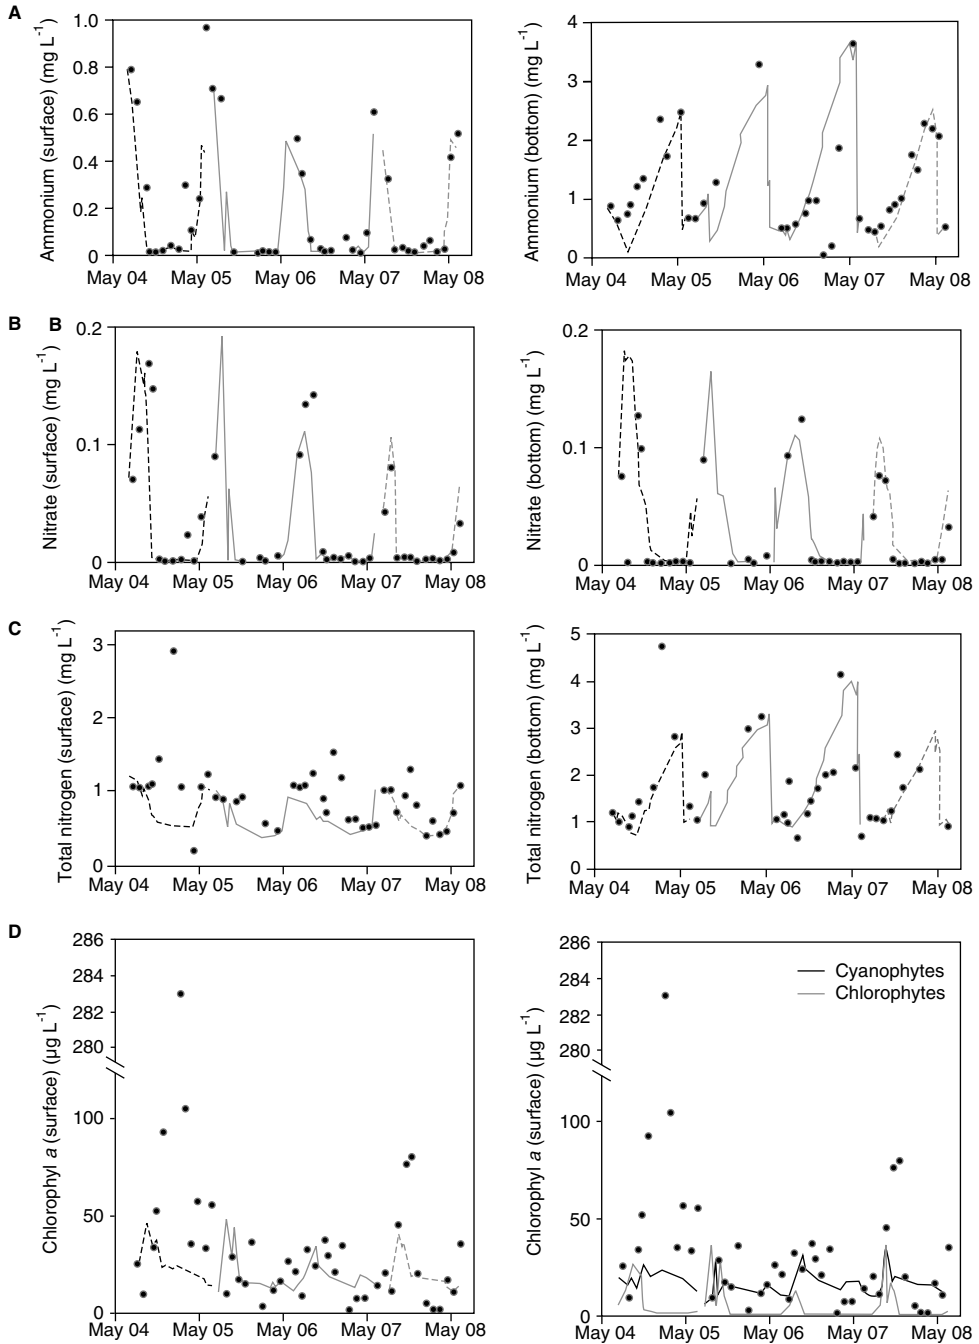 A
Ammonium (surface) (mg L-1)
1.0
0.8
0.6
0.4
0.2
0
May 04 May 05 May 06 May 07 May 08
Ammonium (bottom) (mg L-1)
4
3
2
1
0
May 04 May 05 May 06 May 07 May 08
B B
Nitrate (surface) (mg L-1)
0.2
0.1
0
May 04 May 05 May 06 May 07 May 08
Nitrate (bottom) (mg L-1)
0.2
0.1
0
May 04 May 05 May 06 May 07 May 08
C
Total nitrogen (surface) (mg L-1)
3
2
1
0
May 04 May 05 May 06 May 07 May 08
Total nitrogen (bottom) (mg L-1)
5
4
3
2
1
0
May 04 May 05 May 06 May 07 May 08
D
Chlorophyl a (surface) (µg L-1)
286
284
282
280
100
50
0
May 04 May 05 May 06 May 07 May 08
Chlorophyl a (surface) (µg L-1)
286
284
282
280
100
50
0
Cyanophytes
Chlorophytes
May 04 May 05 May 06 May 07 May 08